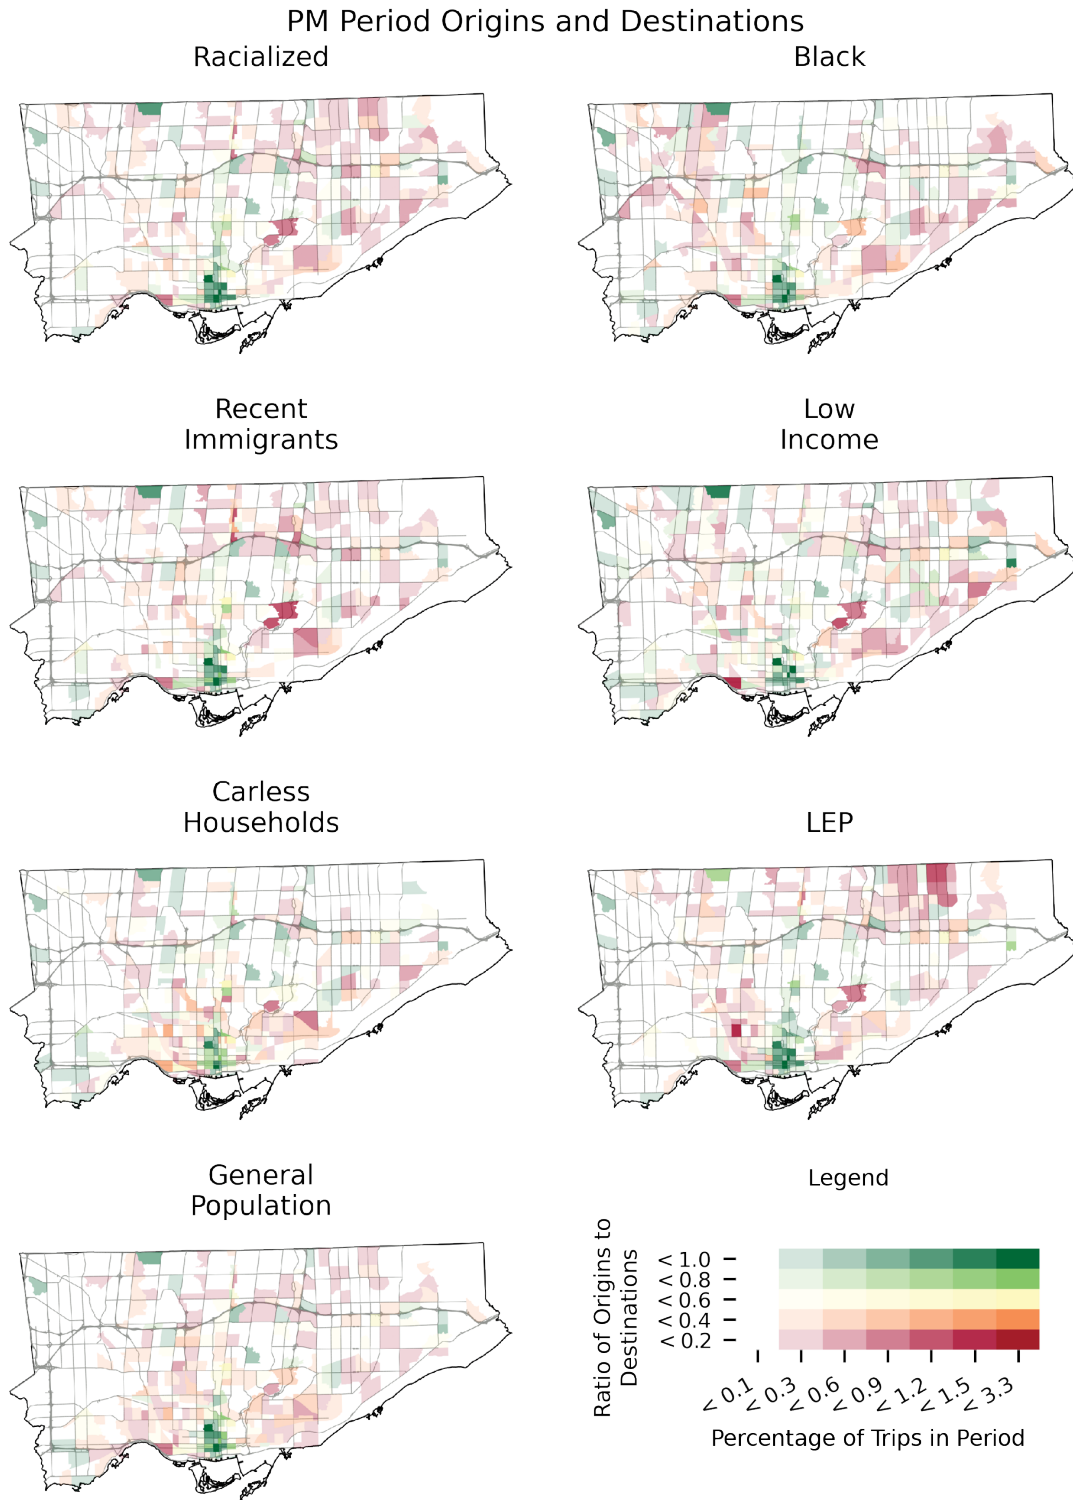 PM Period Origins and Destinations
Racialized
Black
Recent
Immigrants
Low
Income
Carless
Households
LEP
General
Population
Legend
Ratio of Origins to
Destinations
< 1.0
< 0.8
< 0.6
< 0.4
< 0.2
< 0.1
< 0.3
< 0.6
< 0.9
< 1.2
< 1.5
< 3.3
Percentage of Trips in Period